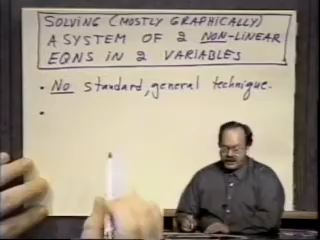 SOLVING (MOSTLY GRAPHICALLY)
A SYSTEM OF 2 NON-LINEAR
EQNS IN 2 VARIABLES
• No standard, general technique.
•